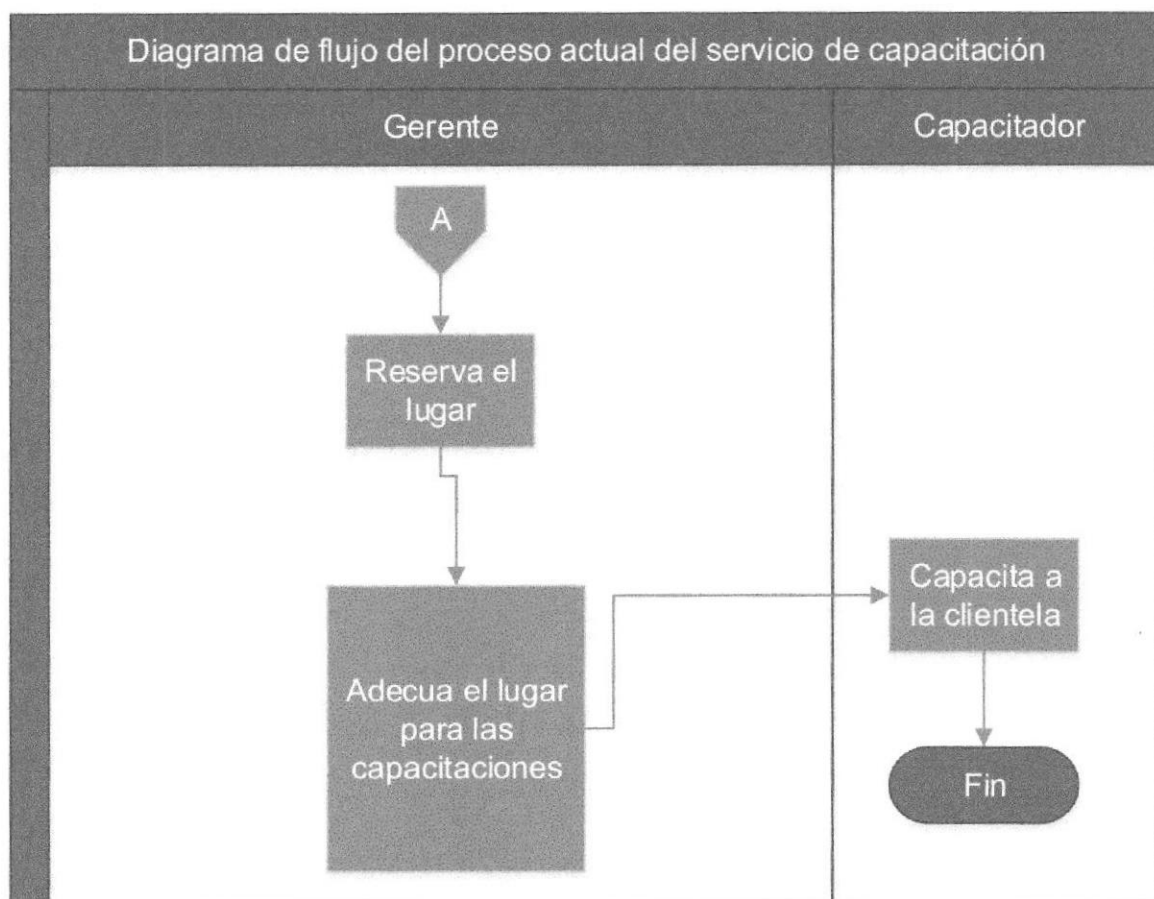 Diagrama de flujo del proceso actual del servicio de capacitación
Gerente
Capacitador
A
Reserva el
lugar
Adecua el lugar
para las
capacitaciones
Capacita a
la clientela
Fin